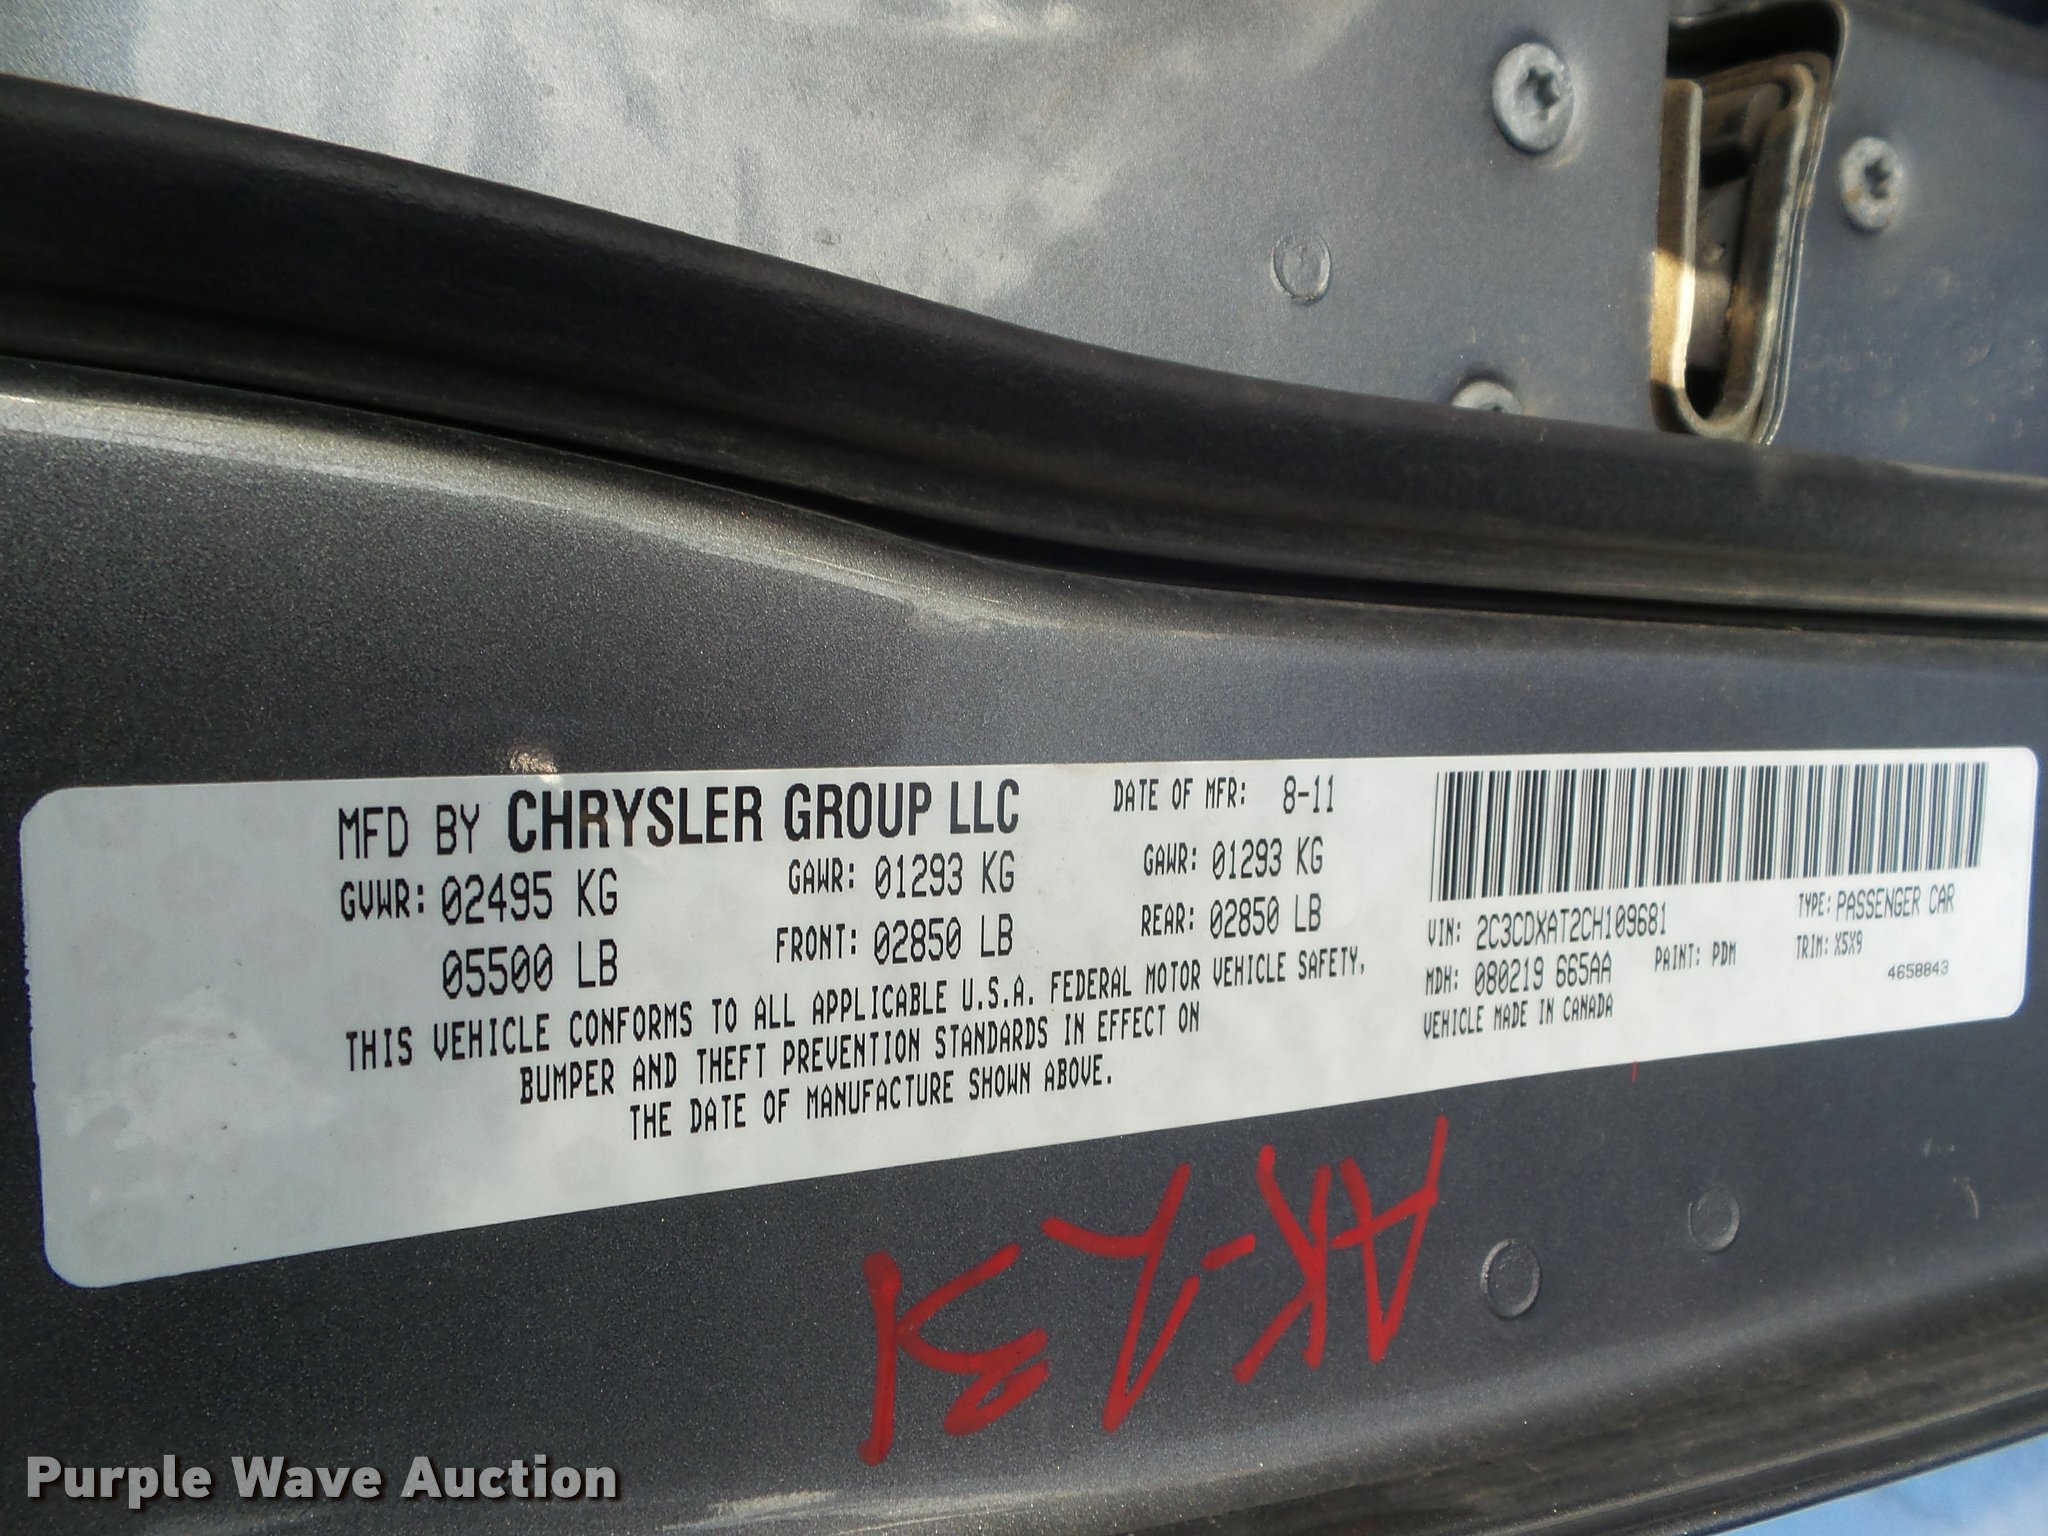 MFD BY CHRYSLER GROUP LLC
DATE OF MFR: 8-11
GVWR: 02495 KG
GAWR: 01293 KG
GAWR: 01293 KG
05500 LB
FRONT: 02850 LB
REAR: 02850 LB
THIS VEHICLE CONFORMS TO ALL APPLICABLE U.S.A. FEDERAL MOTOR VEHICLE SAFETY,
BUMPER AND THEFT PREVENTION STANDARDS IN EFFECT ON
THE DATE OF MANUFACTURE SHOWN ABOVE.
VIN: 2C3CDXAT2CH109681
TYPE: PASSENGER CAR
MDH: 080219 665AA
PAINT: PDM
TRIM: X5X9
VEHICLE MADE IN CANADA
4658843
Purple Wave Auction